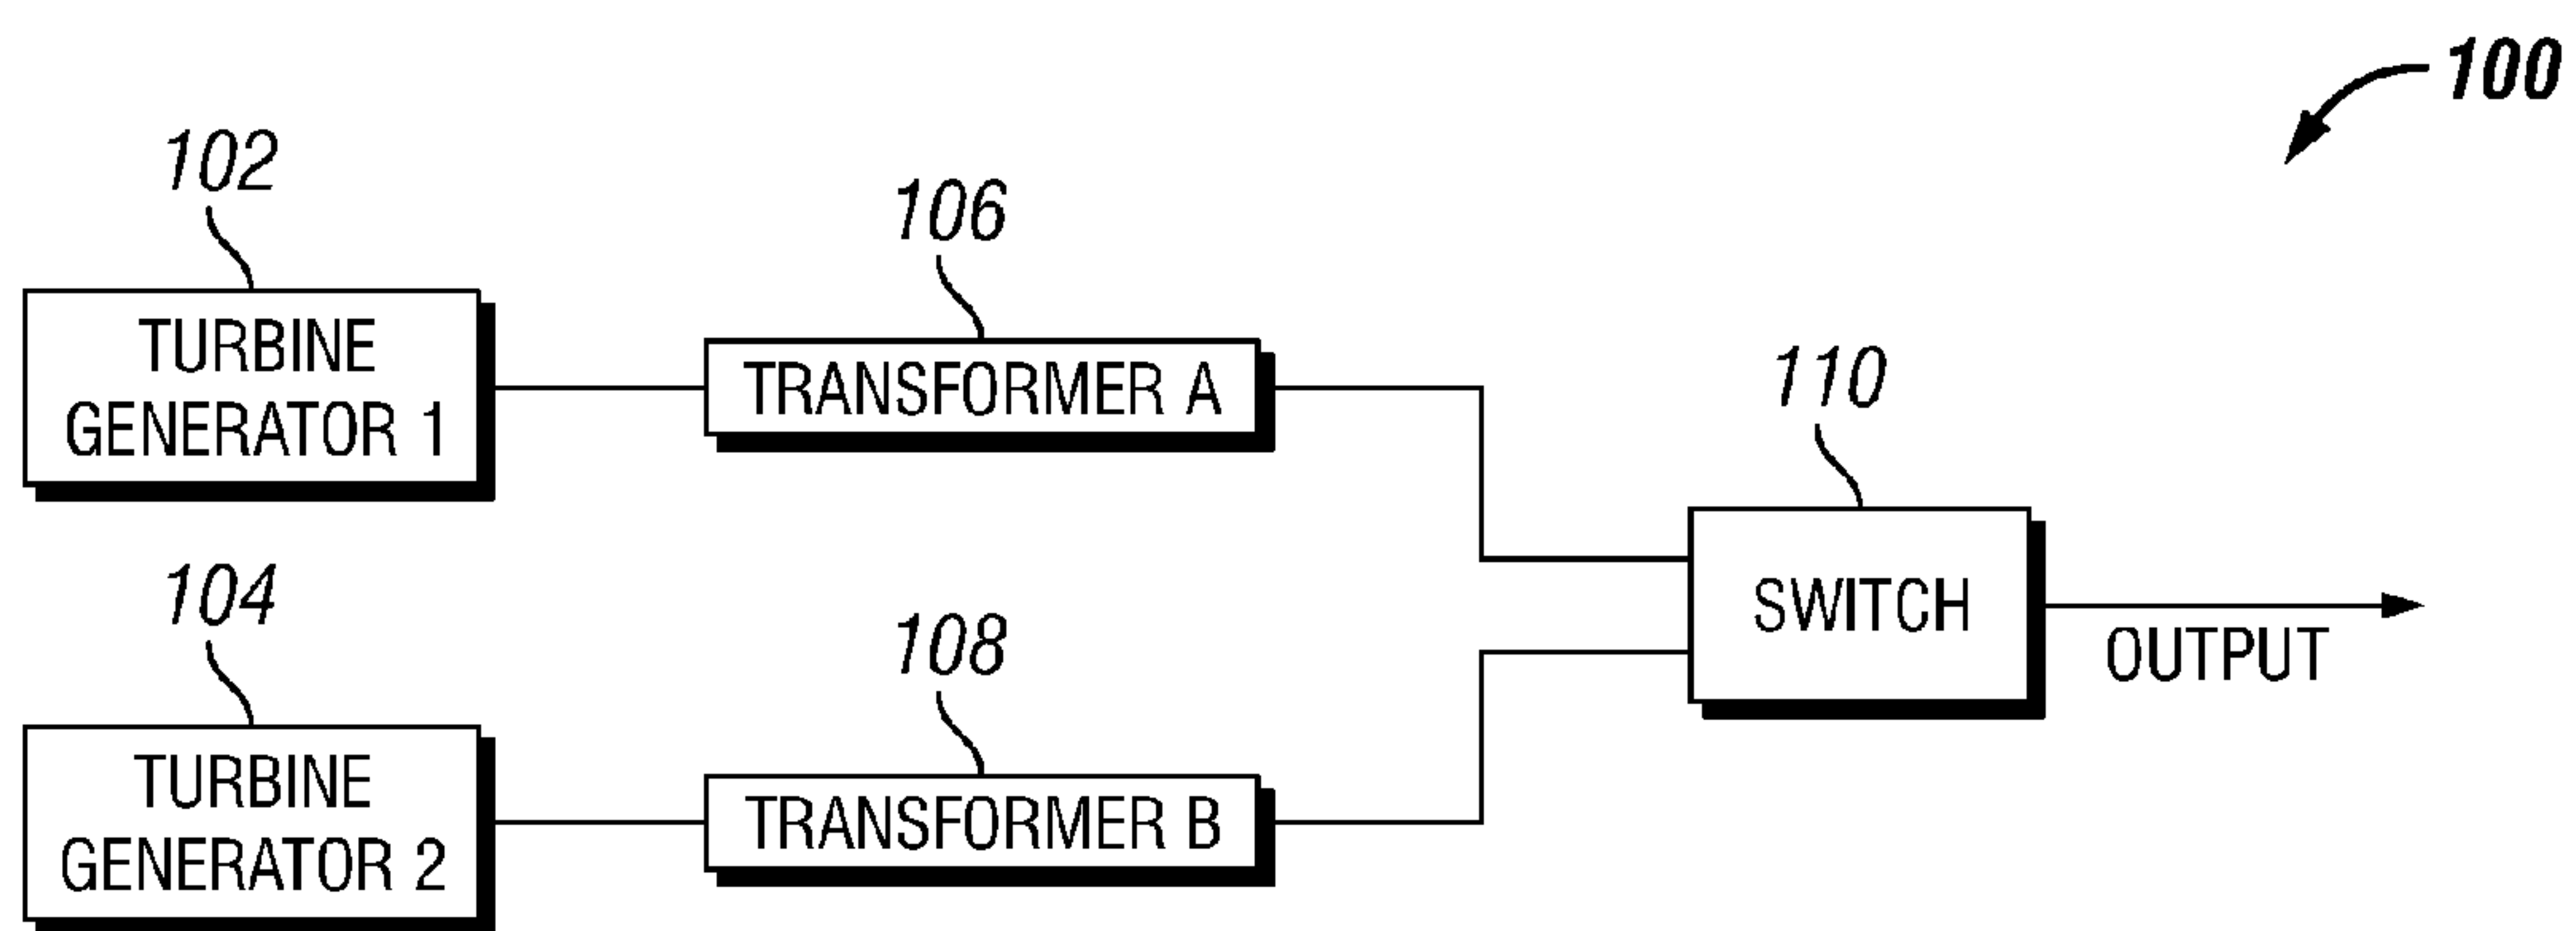 100
102
106
TURBINE
GENERATOR 1
TRANSFORMER A
110
104
108
SWITCH
OUTPUT
TURBINE
GENERATOR 2
TRANSFORMER B